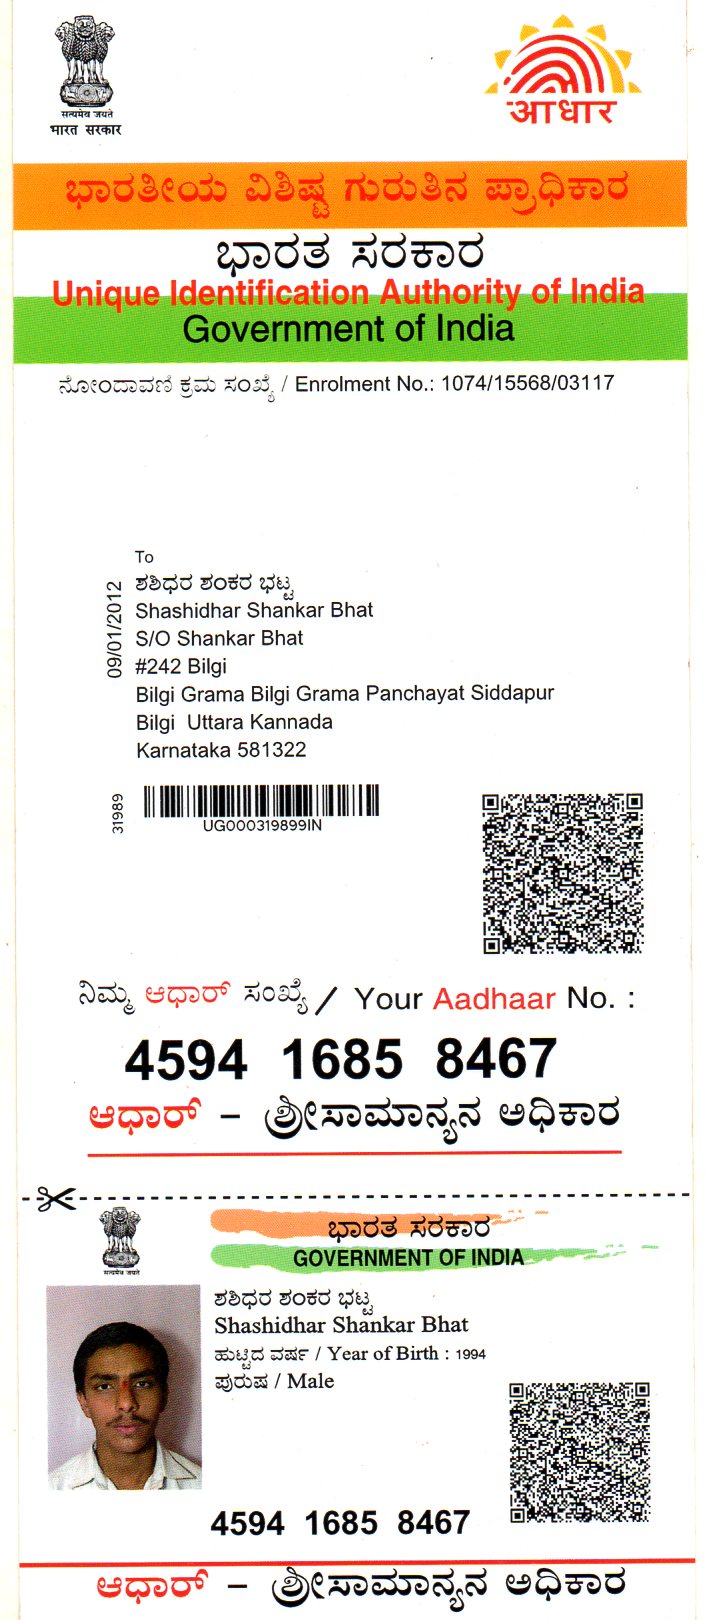 सत्यमेव जयते
भारत सरकार
आधार
ಭಾರತೀಯ ವಿಶಿಷ್ಟ ಗುರುತಿನ ಪ್ರಾಧಿಕಾರ
ಭಾರತ ಸರಕಾರ
Unique Identification Authority of India
Government of India
ನೋಂದಾವಣಿ ಕ್ರಮ ಸಂಖ್ಯೆ / Enrolment No.: 1074/15568/03117
To
ಶಶಿಧರ ಶಂಕರ ಭಟ್ಟ
Shashidhar Shankar Bhat
S/O Shankar Bhat
#242 Bilgi
Bilgi Grama Bilgi Grama Panchayat Siddapur
Bilgi Uttara Kannada
Karnataka 581322
09/01/2012
31989
UG000319899IN
ನಿಮ್ಮ ಆಧಾರ್ ಸಂಖ್ಯೆ / Your Aadhaar No. :
4594 1685 8467
ಆಧಾರ್ – ಶ್ರೀಸಾಮಾನ್ಯನ ಅಧಿಕಾರ
सत्यमेव जयते
ಭಾರತ ಸರಕಾರ
GOVERNMENT OF INDIA
ಶಶಿಧರ ಶಂಕರ ಭಟ್ಟ
Shashidhar Shankar Bhat
ಹುಟ್ಟಿದ ವರ್ಷ / Year of Birth : 1994
ಪುರುಷ / Male
4594 1685 8467
ಆಧಾರ್ – ಶ್ರೀಸಾಮಾನ್ಯನ ಅಧಿಕಾರ